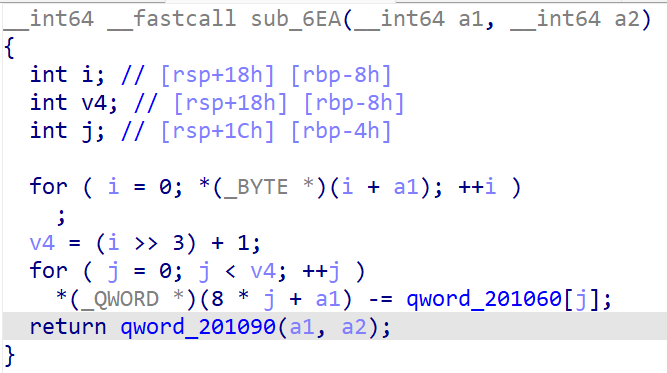 __int64 __fastcall sub_6EA(__int64 a1, __int64 a2)
{
  int i; // [rsp+18h] [rbp-8h]
  int v4; // [rsp+18h] [rbp-8h]
  int j; // [rsp+1Ch] [rbp-4h]

  for ( i = 0; *(_BYTE *)(i + a1); ++i )
    ;
  v4 = (i >> 3) + 1;
  for ( j = 0; j < v4; ++j )
    *(_QWORD *)(8 * j + a1) -= qword_201060[j];
  return qword_201090(a1, a2);
}